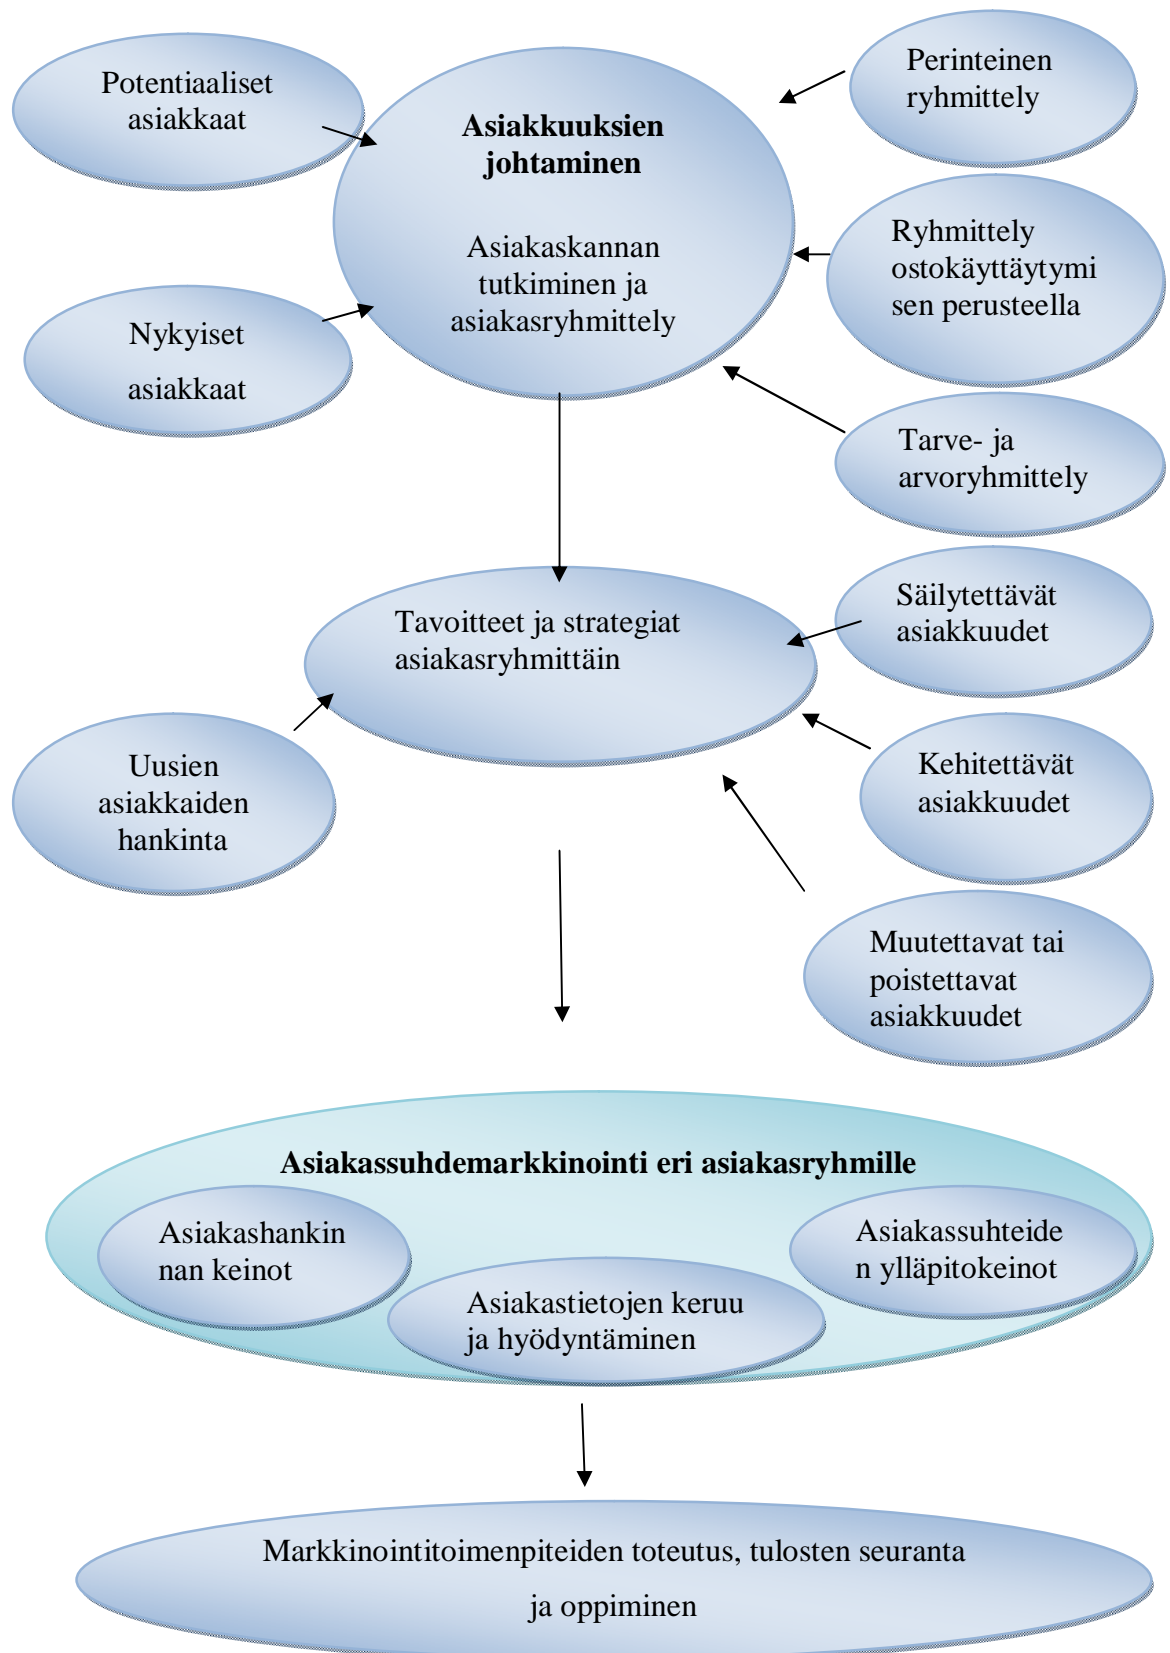 Potentiaaliset
asiakkaat
Asiakkuuksien
johtaminen
Asiakaskannan
tutkiminen ja
asiakasryhmittely
Perinteinen
ryhmittely
Ryhmittely
ostokäyttäytymi
sen perusteella
Nykyiset
asiakkaat
Tarve- ja
arvoryhmittely
Tavoitteet ja strategiat
asiakasryhmittäin
Säilytettävät
asiakkuudet
Uusien
asiakkaiden
hankinta
Kehitettävät
asiakkuudet
Muutettavat tai
poistettavat
asiakkuudet
Asiakassuhdemarkkinointi eri asiakasryhmille
Asiakashankin
nan keinot
Asiakastietojen keruu
ja hyödyntäminen
Asiakassuhteide
n ylläpitokeinot
Markkinointitoimenpiteiden toteutus, tulosten seuranta
ja oppiminen